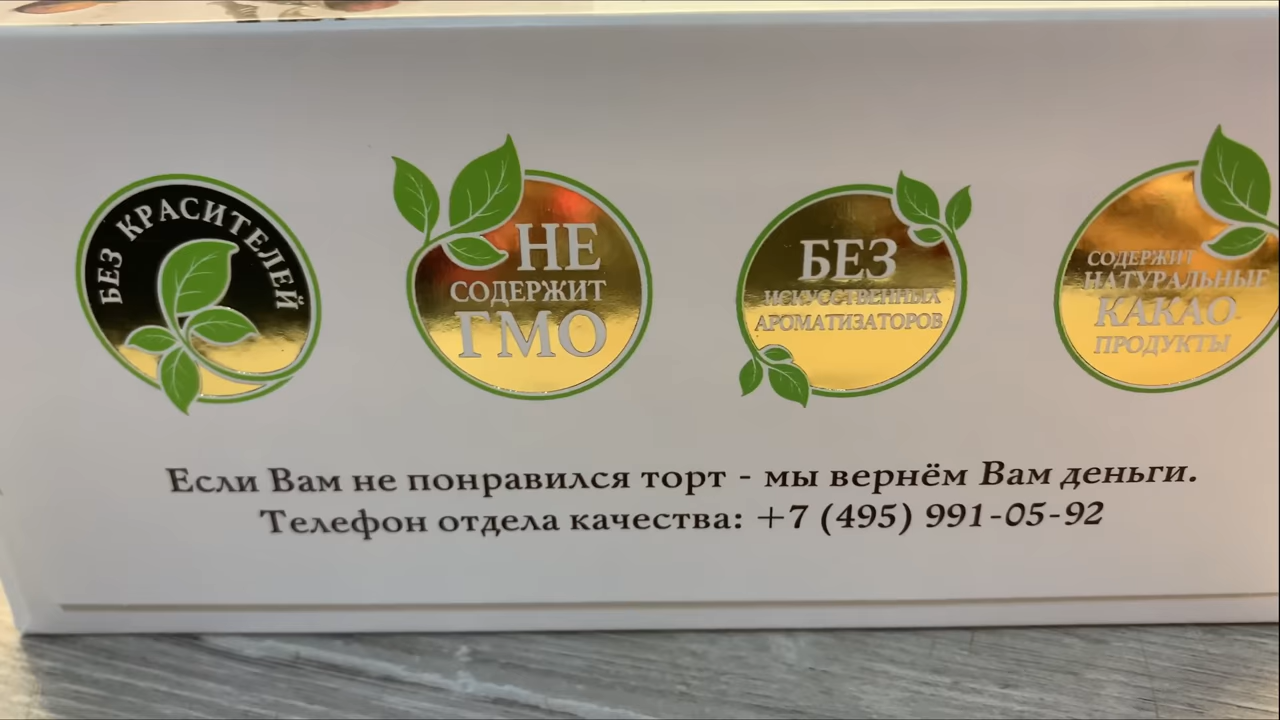 БЕЗ КРАСИТЕЛЕЙ
НЕ
СОДЕРЖИТ
ГМО
БЕЗ
ИСКУССТВЕННЫХ
АРОМАТИЗАТОРОВ
СОДЕРЖИТ
НАТУРАЛЬНЫЕ
КАКАО
ПРОДУКТЫ
Если Вам не понравился торт - мы вернём Вам деньги.
Телефон отдела качества: +7 (495) 991-05-92